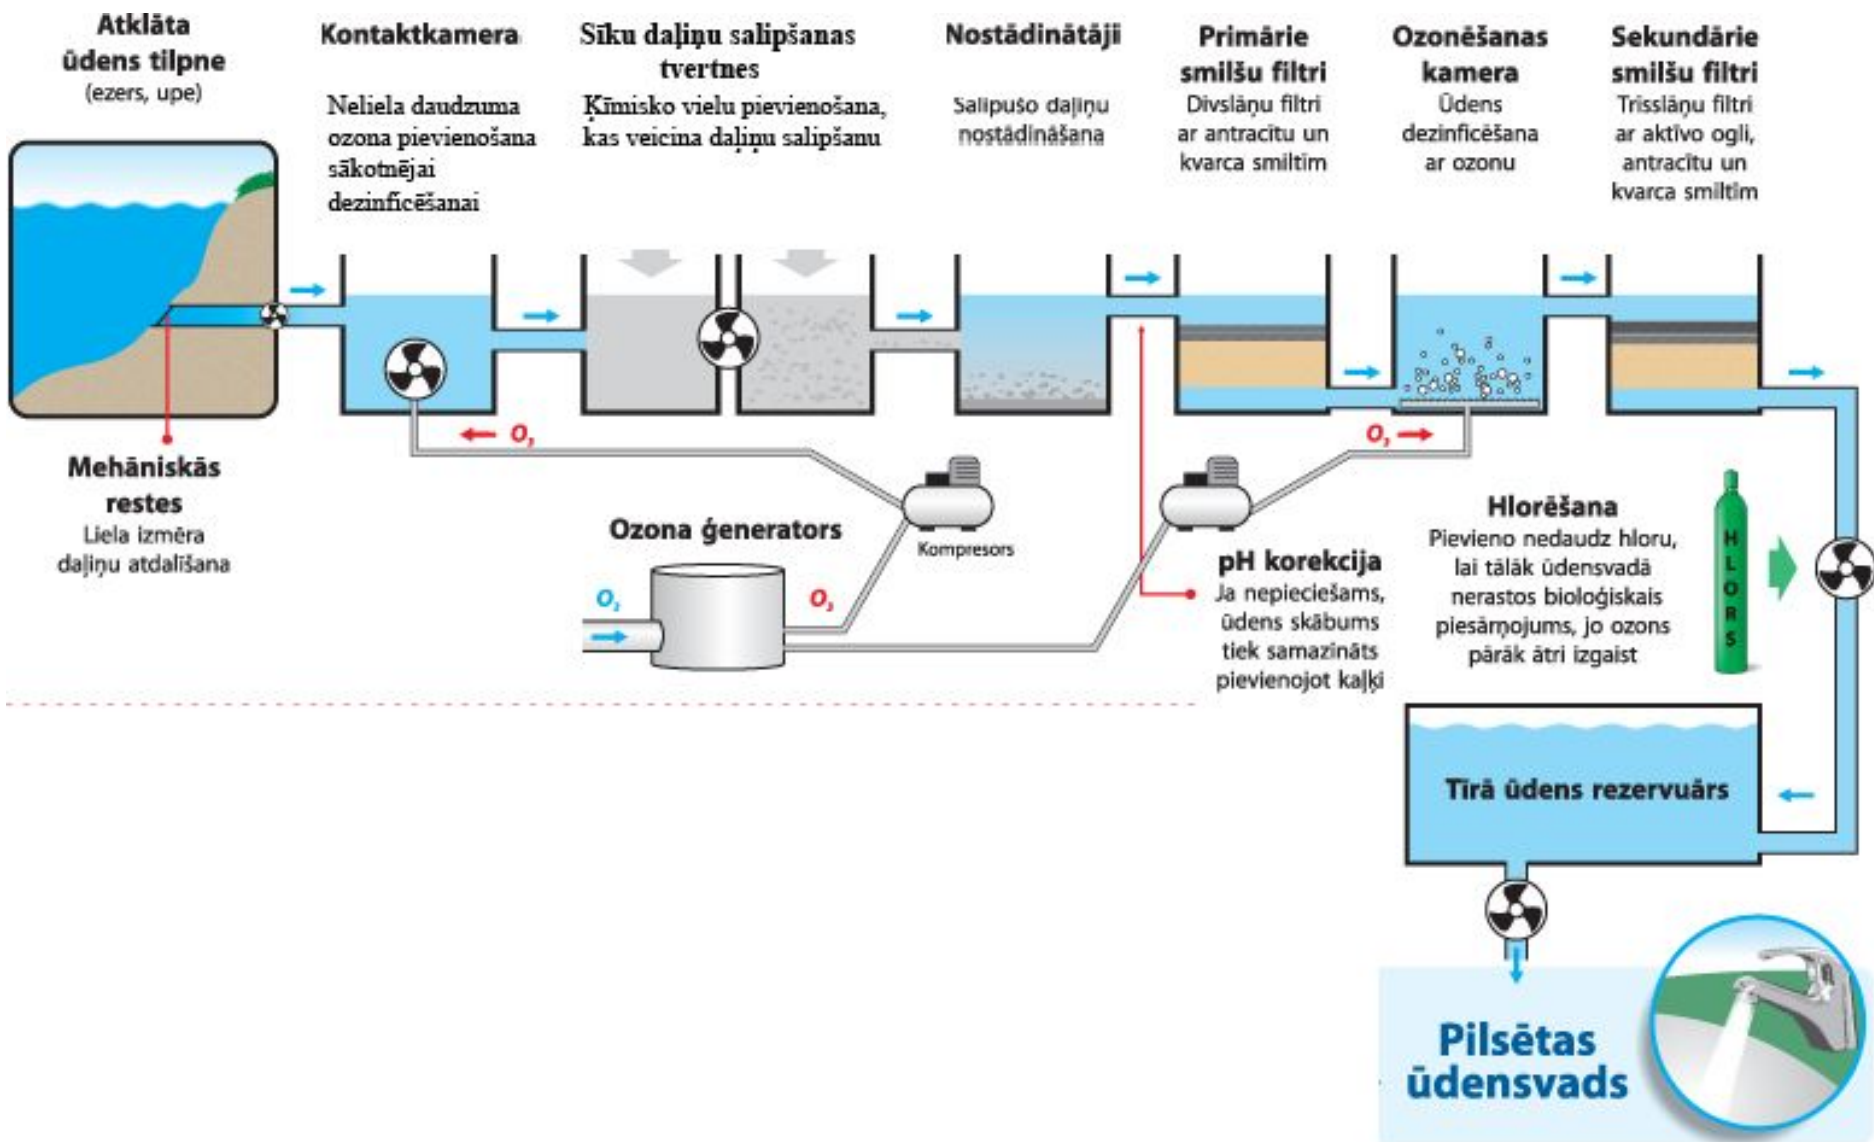 Atklāta
ūdens tilpne
(ezers, upe)
Kontaktkamera
Neliela daudzuma
ozona pievienošana
sākotnējai
dezinficēšanai
Sīku daļiņu salipšanas
tvertnes
Ķīmisko vielu pievienošana,
kas veicina daļiņu salipšanu
Nostādinātāji
Salipušo daļiņu
nostādināšana
Primārie
smilšu filtri
Divslāņu filtri
ar antracītu un
kvarca smiltīm
Ozonēšanas
kamera
Ūdens
dezinficēšana
ar ozonu
Sekundārie
smilšu filtri
Trisslāņu filtri
ar aktīvo ogli,
antracītu un
kvarca smiltīm
Mehāniskās
restes
Liela izmēra
daļiņu atdalīšana
O₃
O₃
Ozona ģenerators
Kompresors
O₂
O₃
pH korekcija
Ja nepieciešams,
ūdens skābums
tiek samazināts
pievienojot kaļķi
Hlorēšana
Pievieno nedaudz hloru,
lai tālāk ūdensvadā
nerastos bioloģiskais
piesārņojums, jo ozons
pārāk ātri izgaist
HLORS
Tīrā ūdens rezervuārs
Pilsētas
ūdensvads